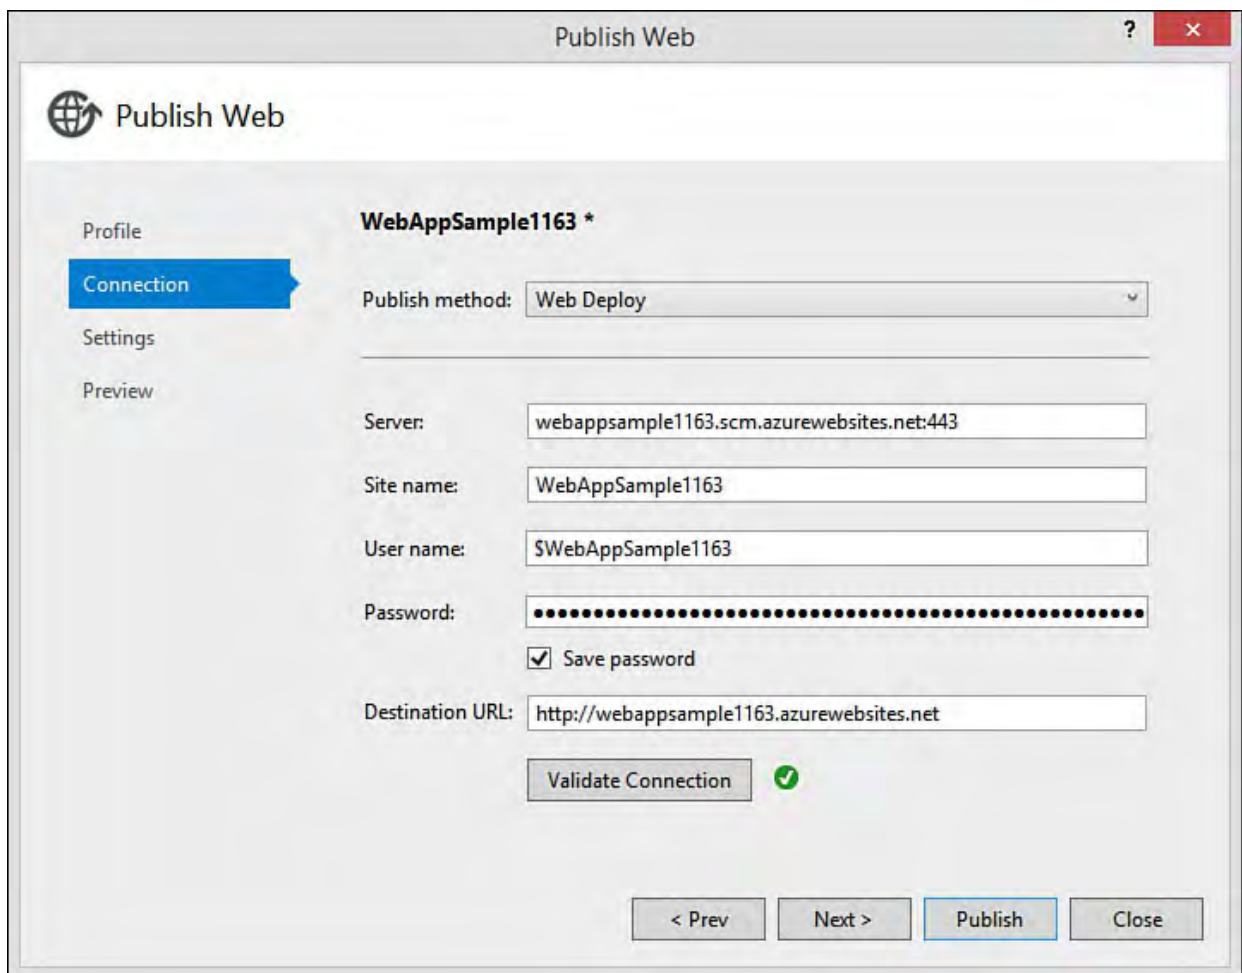 Publish Web
?
Publish Web
Profile
Connection
Settings
Preview
WebAppSample1163 *
Publish method: Web Deploy
Server: webappsample1163.scm.azurewebsites.net:443
Site name: WebAppSample1163
User name: $WebAppSample1163
Password: ●●●●●●●●●●●●●●●●●●●●●●●●●●●●●●●●●●●●●●●●●●●●●●●●●●●
Save password
Destination URL: http://webappsample1163.azurewebsites.net
Validate Connection
< Prev Next > Publish Close